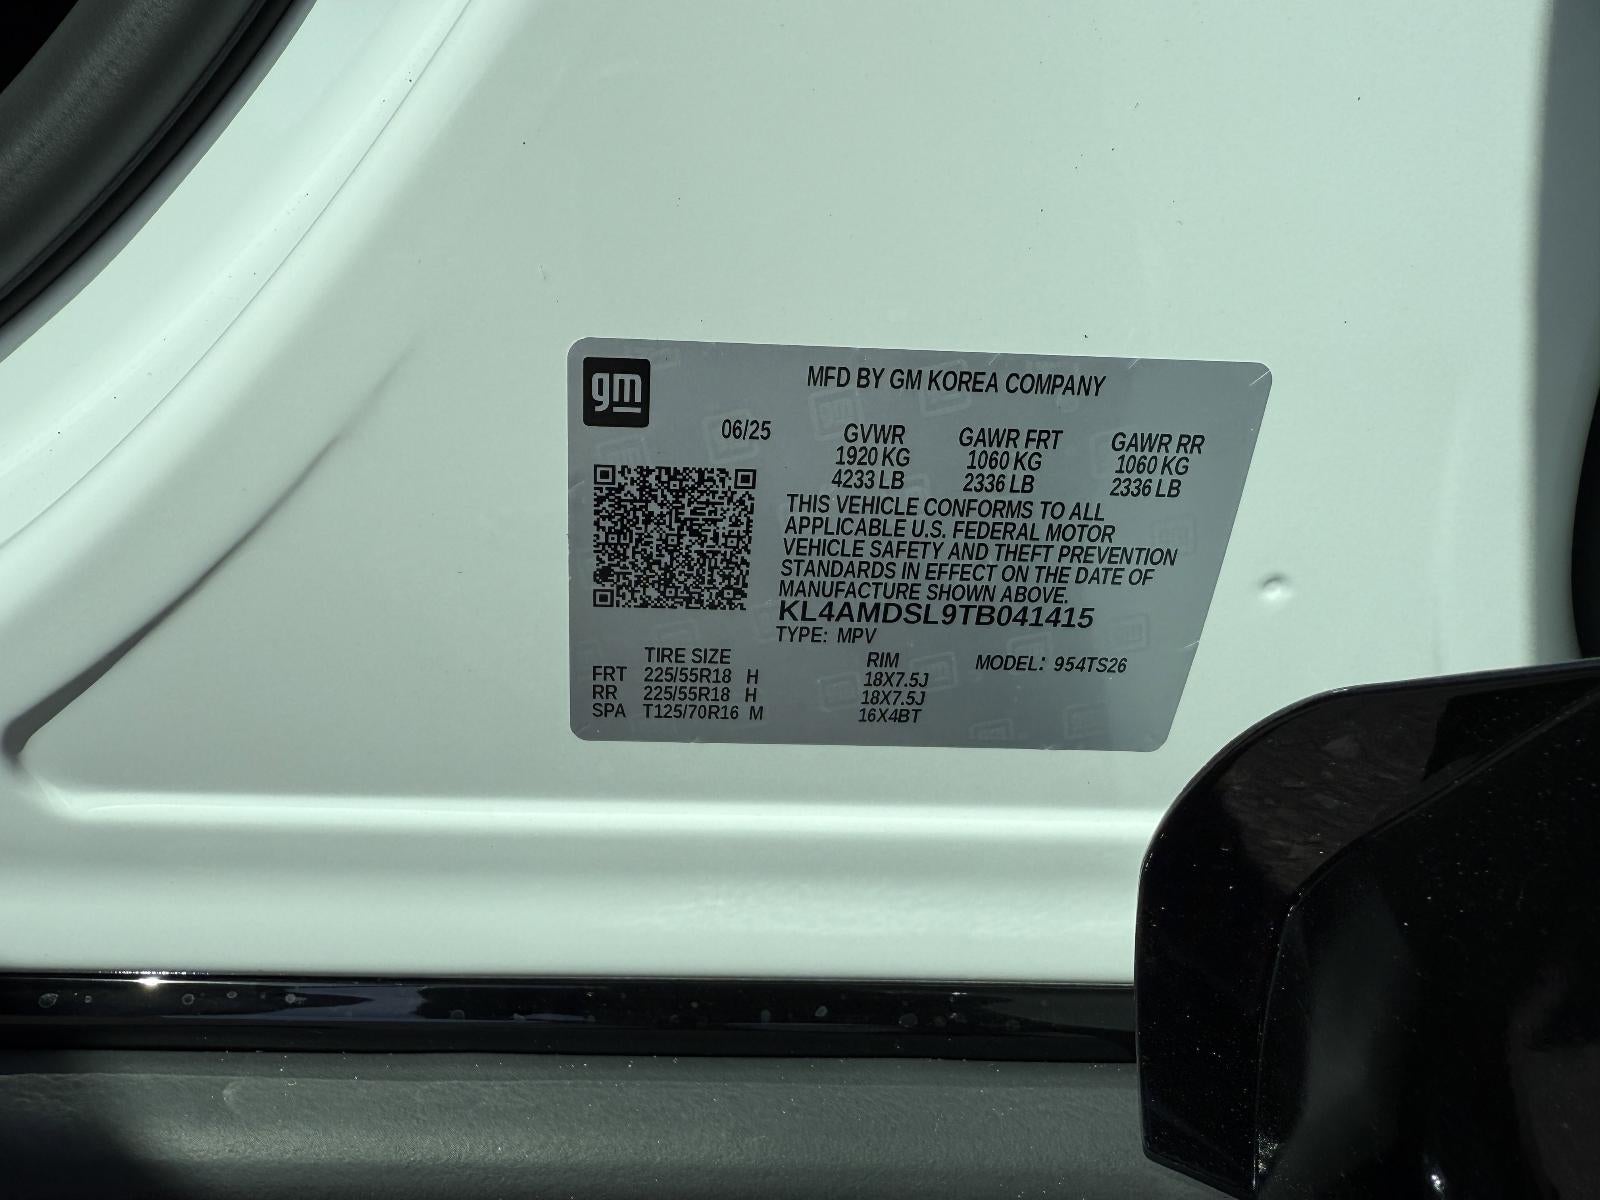 gm
MFD BY GM KOREA COMPANY
06/25 GVWR GAWR FRT GAWR RR
1920 KG 1060 KG 1060 KG
4233 LB 2336 LB 2336 LB
THIS VEHICLE CONFORMS TO ALL
APPLICABLE U.S. FEDERAL MOTOR
VEHICLE SAFETY AND THEFT PREVENTION
STANDARDS IN EFFECT ON THE DATE OF
MANUFACTURE SHOWN ABOVE.
KL4AMDSL9TB041415
TYPE: MPV
TIRE SIZE RIM MODEL: 954TS26
FRT 225/55R18 H 18X7.5J
RR 225/55R18 H 18X7.5J
SPA T125/70R16 M 16X4BT